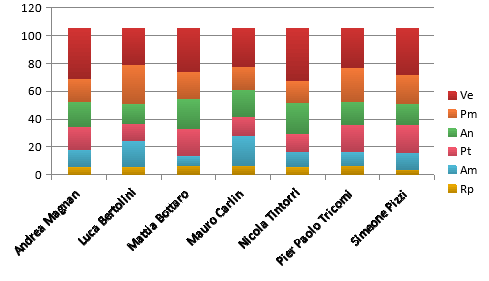 120
100
80
60
40
20
0
Andrea Magnan
Luca Bertolini
Mattia Bottaro
Mauro Carlin
Nicola Tintorri
Pier Paolo Tricomi
Simeone Pizzi
Ve
Pm
An
Pt
Am
Rp